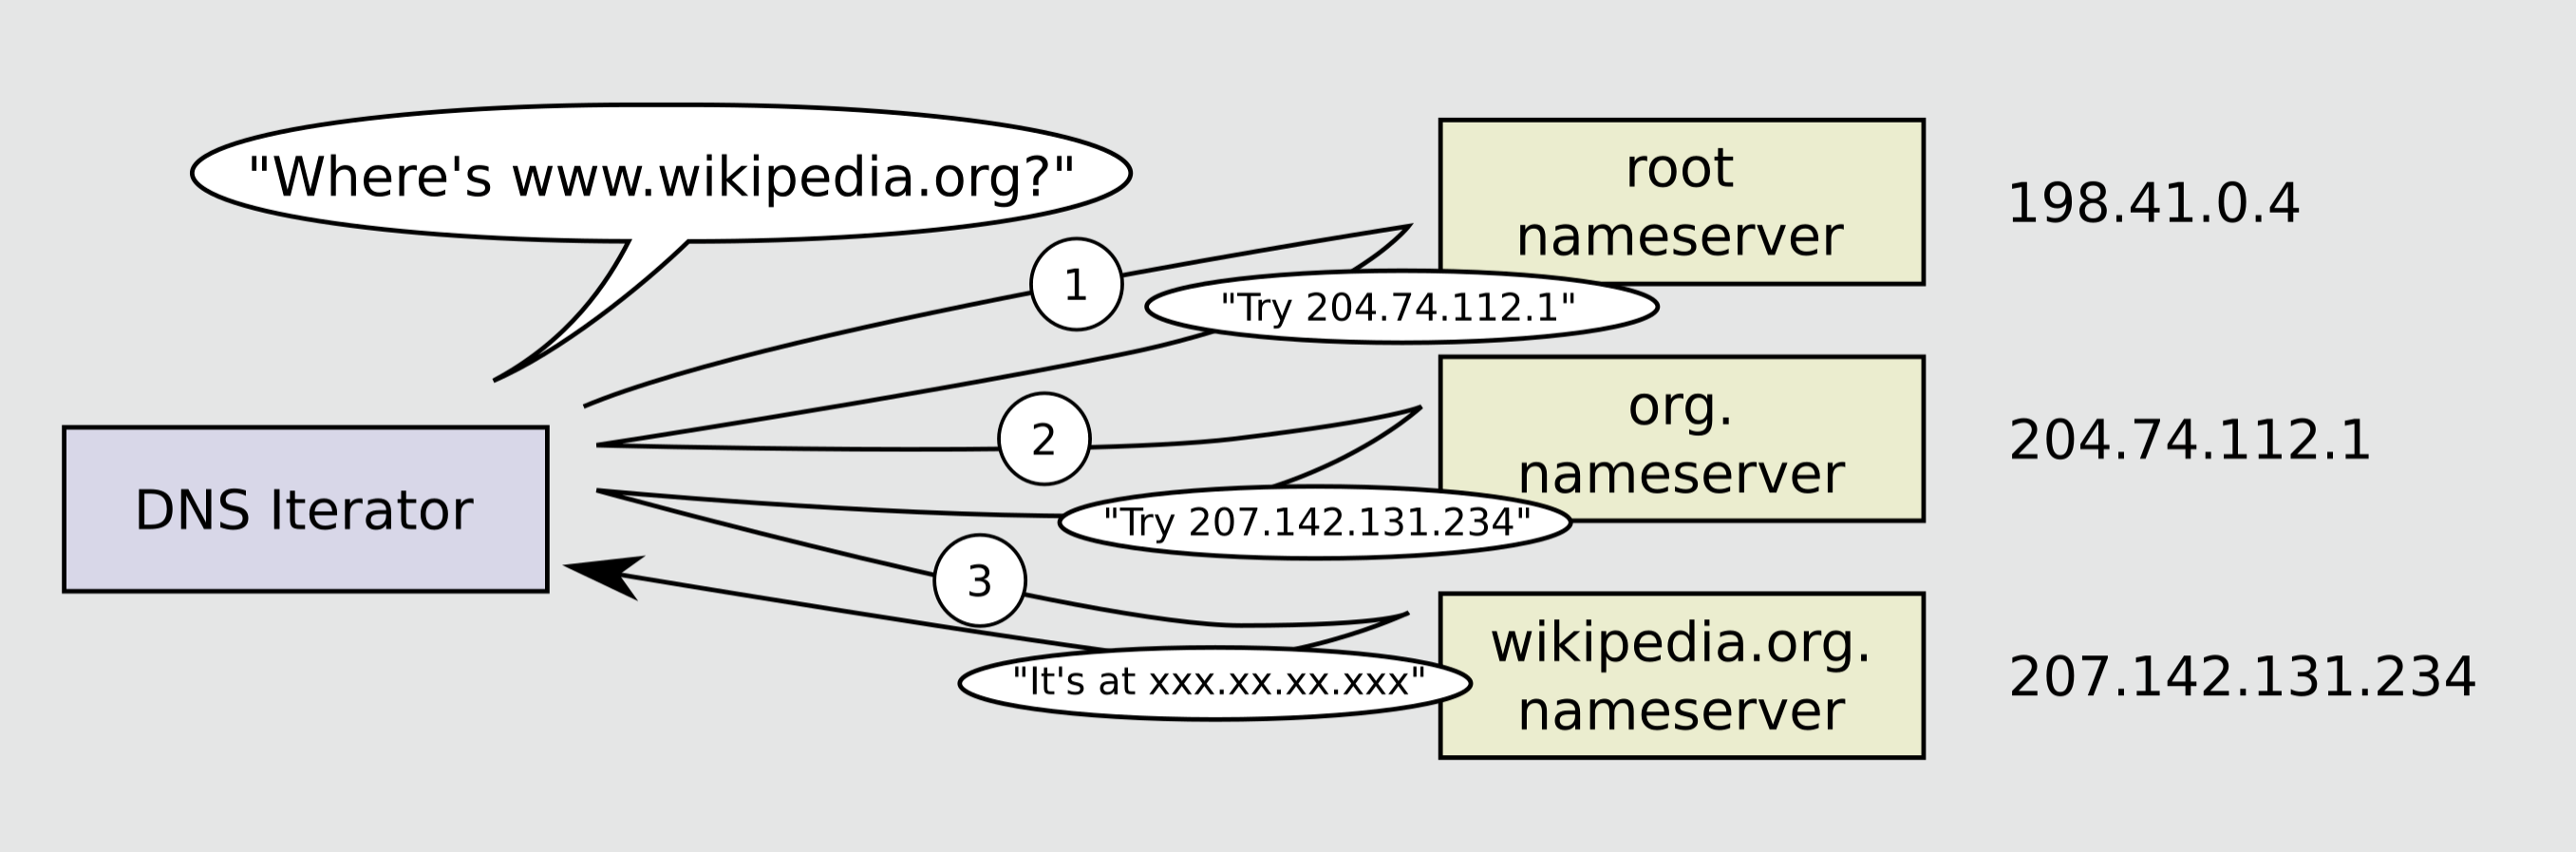 "Where's www.wikipedia.org?"
root
nameserver
198.41.0.4
1
"Try 204.74.112.1"
2
org.
nameserver
204.74.112.1
DNS Iterator
"Try 207.142.131.234"
3
wikipedia.org.
nameserver
207.142.131.234
"It's at xxx.xx.xx.xxx"